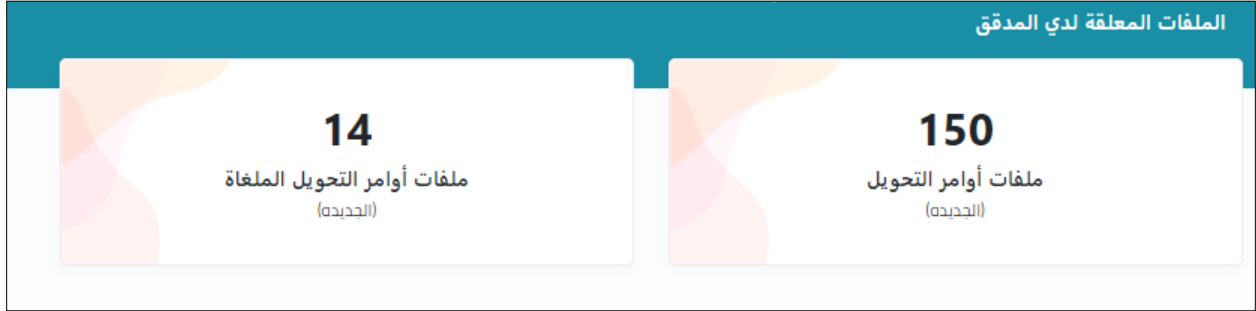 الملفات المعلقة لدي المدقق
150
ملفات أوامر التحويل
(الجديده)
14
ملفات أوامر التحويل الملغاة
(الجديده)